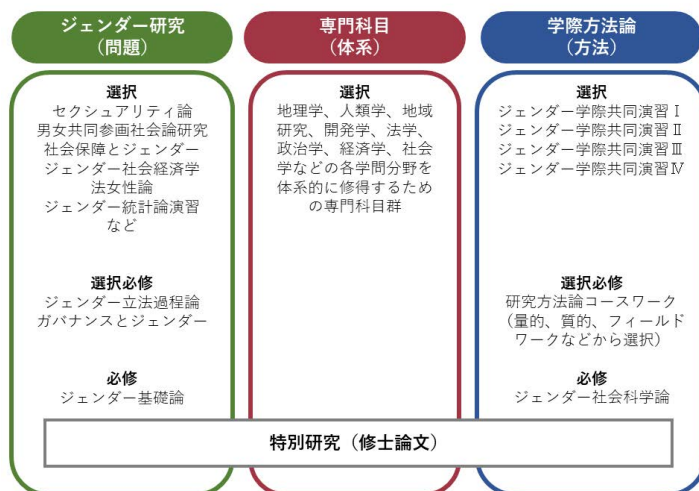 ジェンダー研究
（問題）
選択
セクシュアリティ論
男女共同参画社会論研究
社会保障とジェンダー
ジェンダー社会経済学
法女性論
ジェンダー統計論演習
など
選択必修
ジェンダー立法過程論
ガバナンスとジェンダー
必修
ジェンダー基礎論
専門科目
（体系）
選択
地理学、人類学、地域
研究、開発学、法学、
政治学、経済学、社会
学などの各学問分野を
体系的に修得するため
の専門科目群
学際方法論
（方法）
選択
ジェンダー学際共同演習Ⅰ
ジェンダー学際共同演習Ⅱ
ジェンダー学際共同演習Ⅲ
ジェンダー学際共同演習Ⅳ
選択必修
研究方法論コースワーク
（量的、質的、フィールド
ワークなどから選択）
必修
ジェンダー社会科学論
特別研究（修士論文）